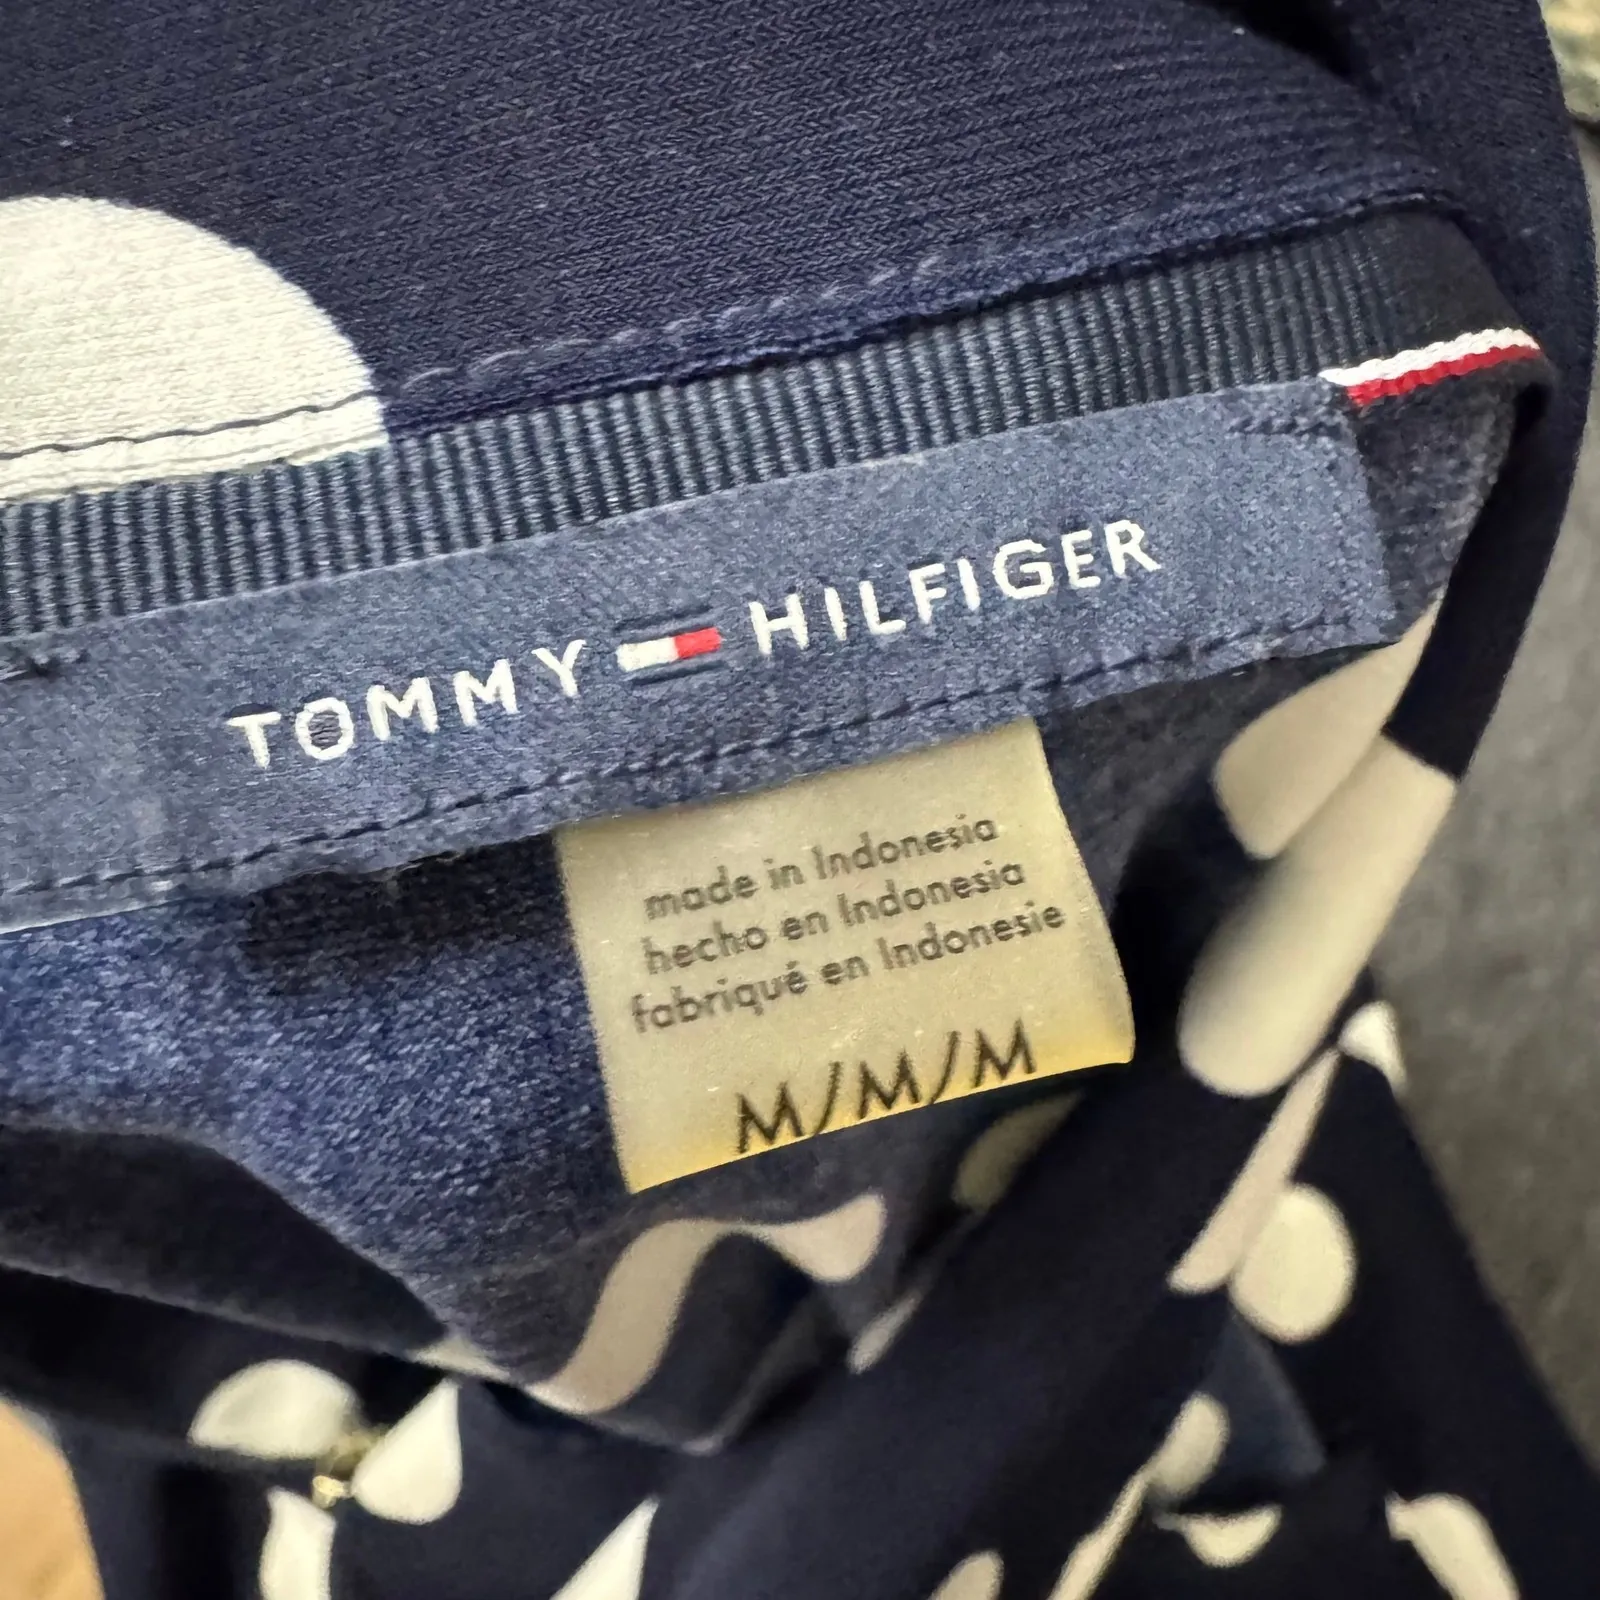 TOMMY HILFIGER
made in Indonesia
hecho en Indonesia
fabriqué en Indonesie
M/M/M